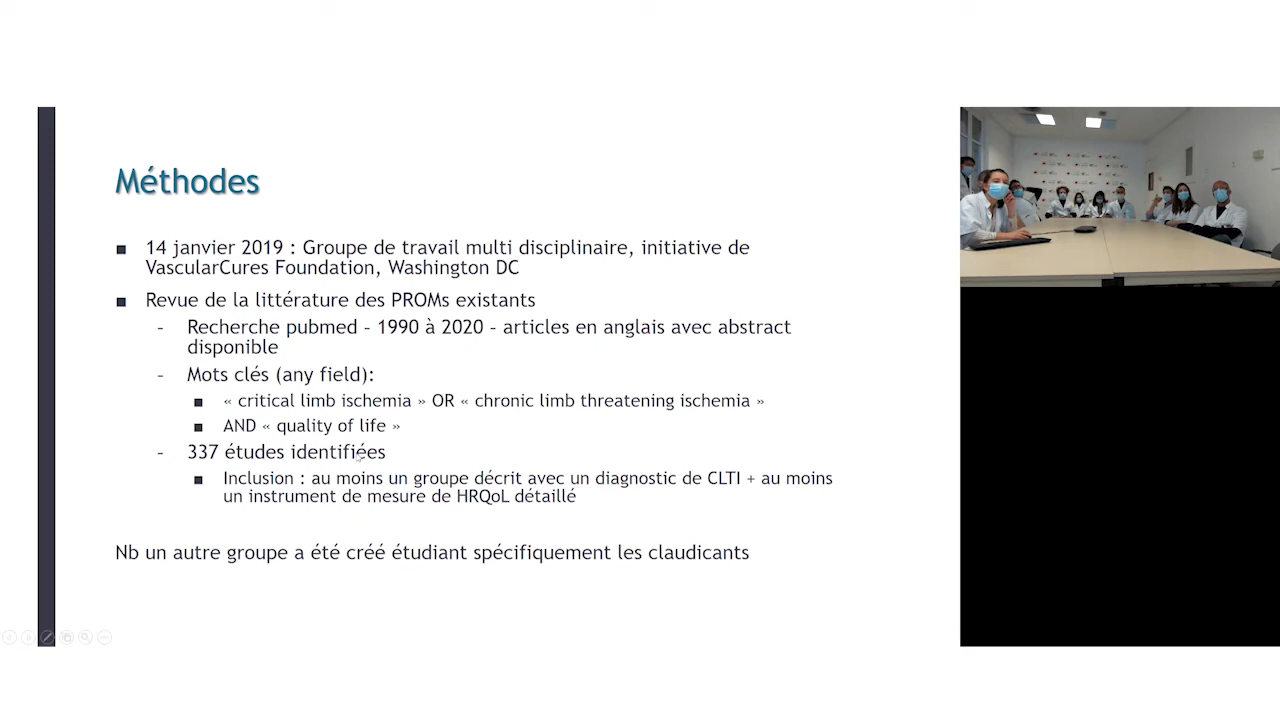 Méthodes
14 janvier 2019 : Groupe de travail multi disciplinaire, initiative de
VascularCures Foundation, Washington DC
Revue de la littérature des PROMs existants
- Recherche pubmed – 1990 à 2020 – articles en anglais avec abstract
disponible
- Mots clés (any field):
« critical limb ischemia » OR « chronic limb threatening ischemia »
AND « quality of life »
- 337 études identifiées
Inclusion : au moins un groupe décrit avec un diagnostic de CLTI + au moins
un instrument de mesure de HRQoL détaillé
Nb un autre groupe a été créé étudiant spécifiquement les claudicants